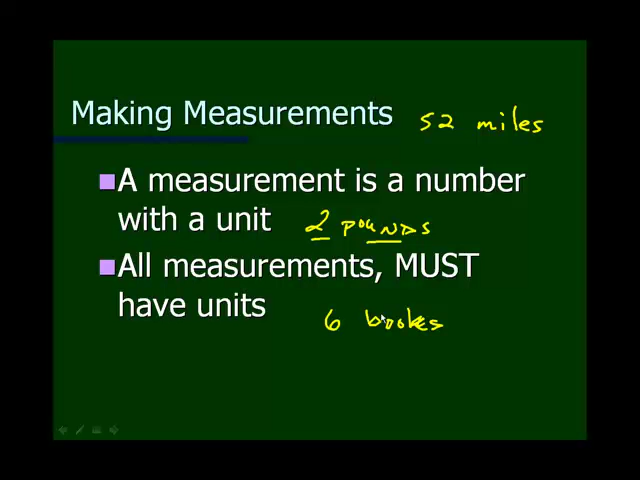 Making Measurements 52 miles
A measurement is a number
with a unit 2 pounds
All measurements, MUST
have units
6 books